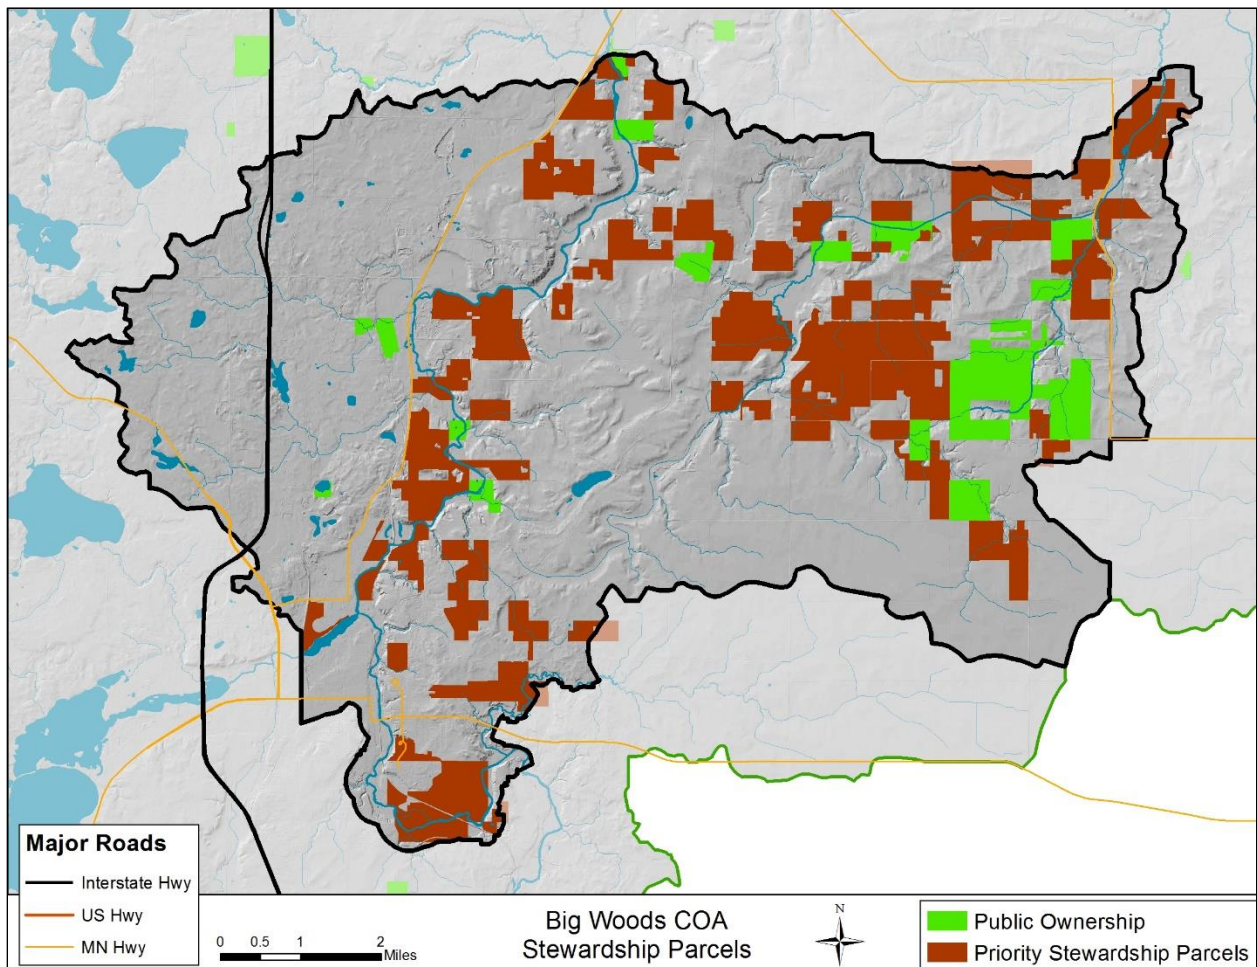 Major Roads
Interstate Hwy
US Hwy
MN Hwy
0 0.5 1 2
Miles
Big Woods COA
Stewardship Parcels
N
Public Ownership
Priority Stewardship Parcels